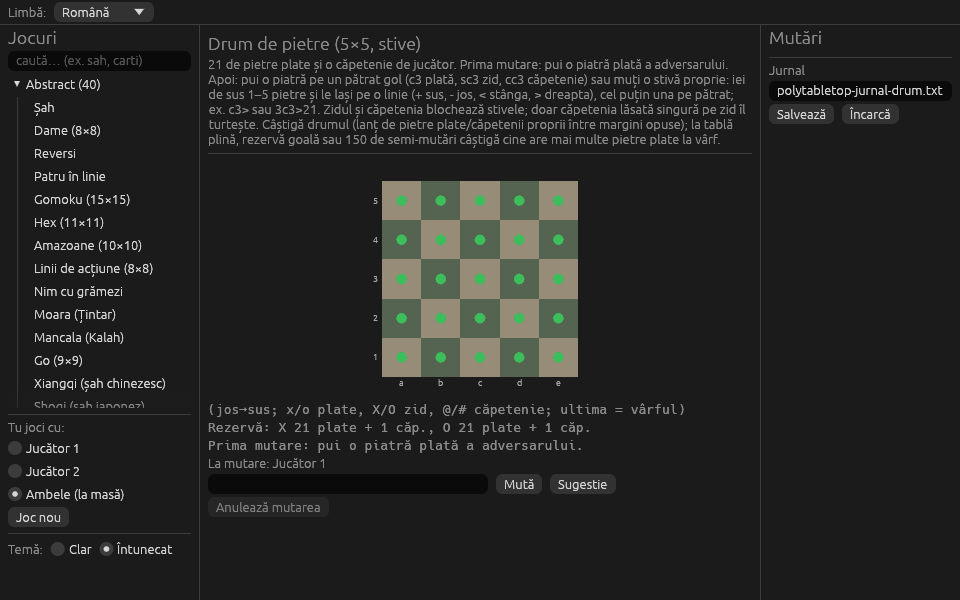 Limbă: Română
Jocuri
caută... (ex. sah, carti)
Abstract (40)
Șah
Dame (8×8)
Reversi
Patru în linie
Gomoku (15×15)
Hex (11×11)
Amazoane (10×10)
Linii de acțiune (8×8)
Nim cu grămezi
Moara (Țintar)
Mancala (Kalah)
Go (9×9)
Xiangqi (șah chinezesc)
Shogi (șah japonez)
Tu joci cu:
Jucător 1
Jucător 2
Ambele (la masă)
Joc nou
Temă: Clar Întunecat
Drum de pietre (5×5, stive)
21 de pietre plate și o căpetenie de jucător. Prima mutare: pui o piatră plată a adversarului.
Apoi: pui o piatră pe un pătrat gol (c3 plată, sc3 zid, cc3 căpetenie) sau muți o stivă proprie: iei
de sus 1–5 pietre și le lași pe o linie (+ sus, - jos, < stânga, > dreapta), cel puțin una pe pătrat;
ex. c3> sau 3c3>21. Zidul și căpetenia blochează stivele; doar căpetenia lăsată singură pe zid îl
turtește. Câștigă drumul (lanț de pietre plate/căpetenii proprii între margini opuse); la tablă
plină, rezervă goală sau 150 de semi-mutări câștigă cine are mai multe pietre plate la vârf.
5
4
3
2
1
a b c d e
(jos→sus; x/o plate, X/O zid, @/# căpetenie; ultima = vârful)
Rezervă: X 21 plate + 1 căp., O 21 plate + 1 căp.
Prima mutare: pui o piatră plată a adversarului.
La mutare: Jucător 1
Mută Sugestie
Anulează mutarea
Mutări
Jurnal
polytabletop-jurnal-drum.txt
Salvează Încarcă